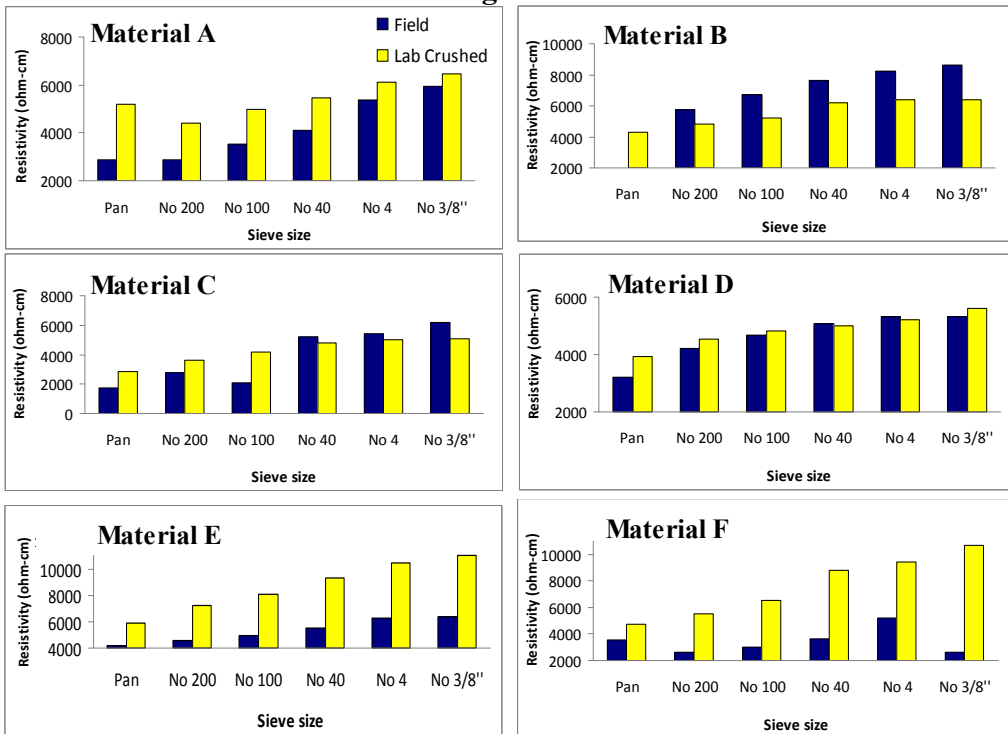 g
Material A
Field
Lab Crushed
Resistivity (ohm-cm)
8000
6000
4000
2000
Pan No 200 No 100 No 40 No 4 No 3/8''
Sieve size
Material B
Resistivity (ohm-cm)
10000
8000
6000
4000
2000
Pan No 200 No 100 No 40 No 4 No 3/8''
Sieve size
Material C
Resistivity (ohm-cm)
8000
6000
4000
2000
0
Pan No 200 No 100 No 40 No 4 No 3/8''
Sieve size
Material D
Resistivity (ohm-cm)
6000
4000
2000
Pan No 200 No 100 No 40 No 4 No 3/8''
Sieve size
Material E
Resistivity (ohm-cm)
10000
8000
6000
4000
Pan No 200 No 100 No 40 No 4 No 3/8''
Sieve size
Material F
Resistivity (ohm-cm)
10000
8000
6000
4000
2000
Pan No 200 No 100 No 40 No 4 No 3/8''
Sieve size